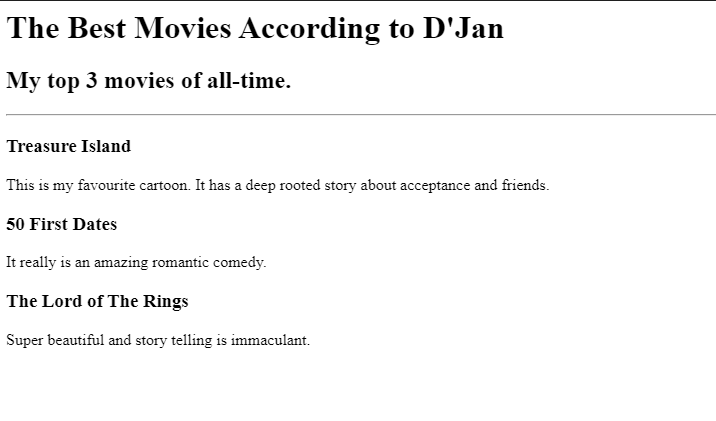 The Best Movies According to D'Jan
My top 3 movies of all-time.
Treasure Island
This is my favourite cartoon. It has a deep rooted story about acceptance and friends.
50 First Dates
It really is an amazing romantic comedy.
The Lord of The Rings
Super beautiful and story telling is immaculant.